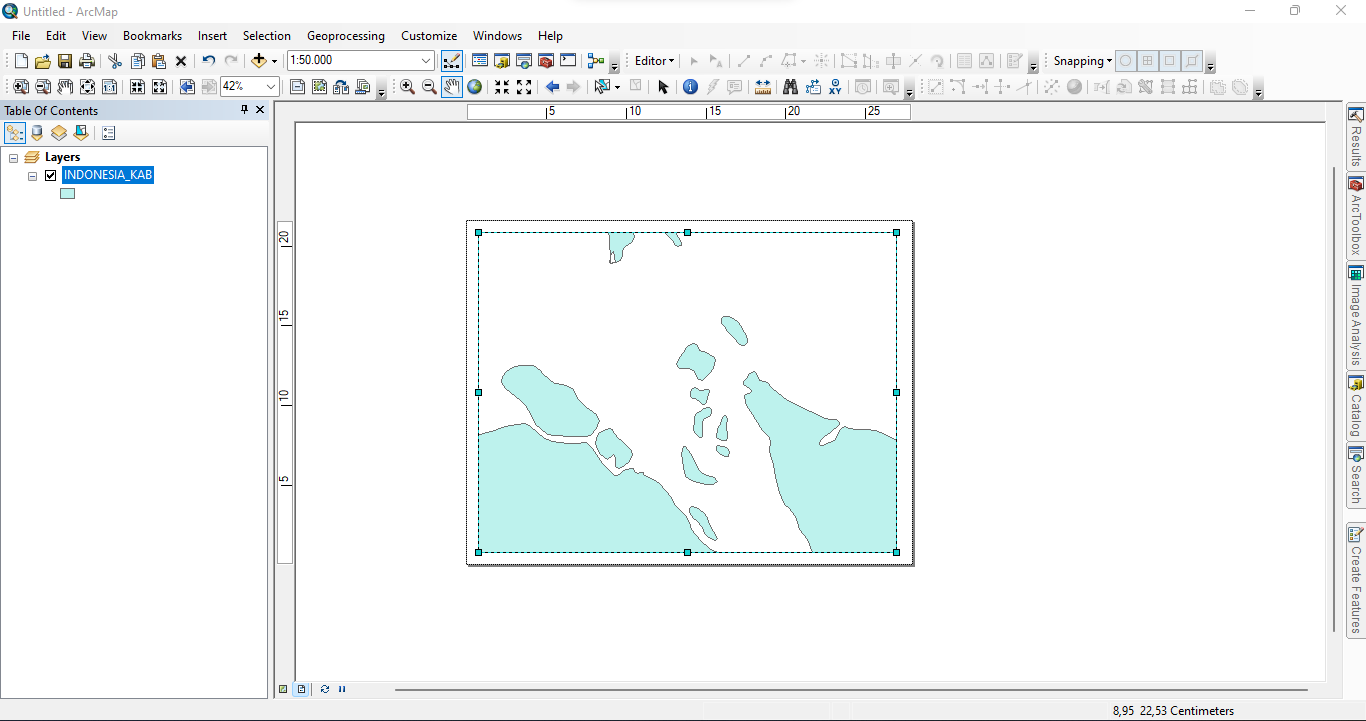 Untitled - ArcMap
File Edit View Bookmarks Insert Selection Geoprocessing Customize Windows Help
1:50.000
Editor
Snapping
42%
Table Of Contents
Layers
INDONESIA_KAB
5 10 15 20 25
20
15
10
5
Results
ArcToolbox
Image Analysis
Catalog
Search
Create Features
8,95 22,53 Centimeters